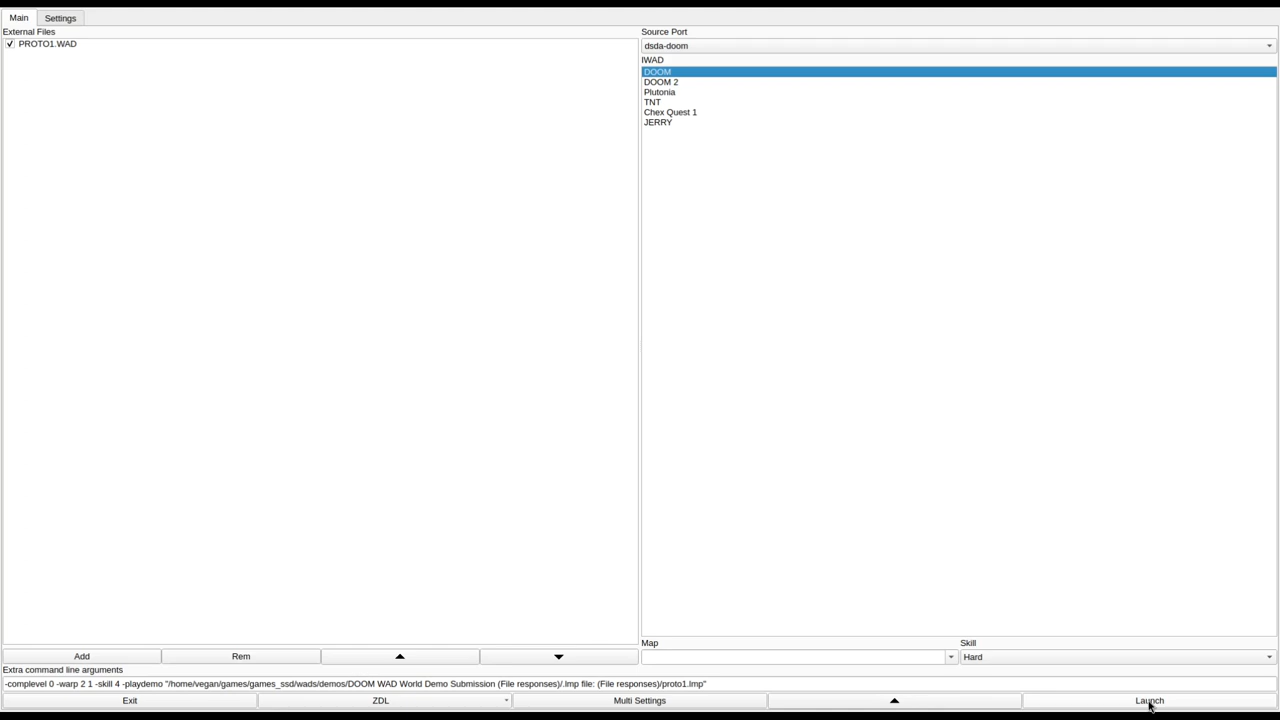 Main Settings
External Files
PROTO1.WAD
Source Port
dsda-doom
IWAD
DOOM
DOOM 2
Plutonia
TNT
Chex Quest 1
JERRY
Map Skill
Hard
Add Rem
Extra command line arguments
-complevel 0 -warp 2 1 -skill 4 -playdemo "/home/vegan/games/games_ssd/wads/demos/DOOM WAD World Demo Submission (File responses)/.lmp file: (File responses)/proto1.lmp"
Exit ZDL Multi Settings Launch